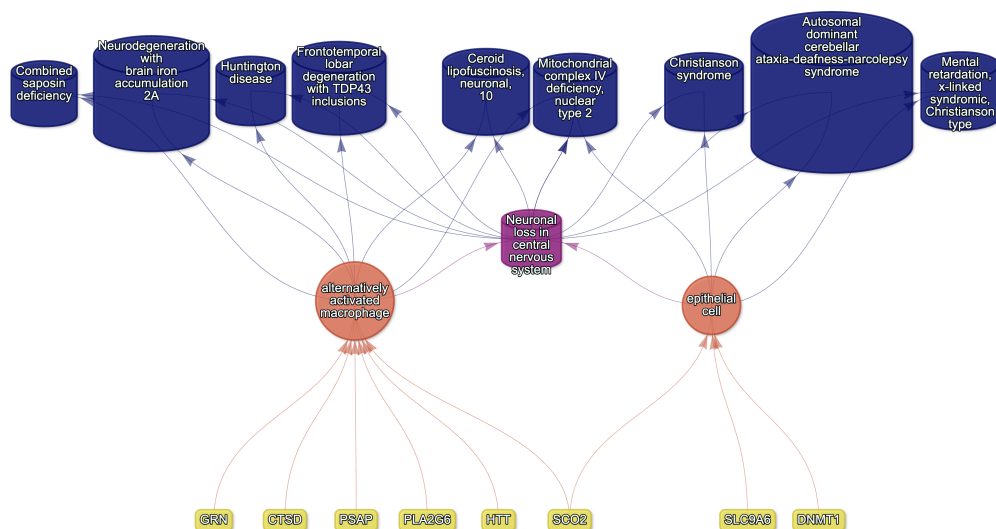 Combined
saposin
deficiency
Neurodegeneration
with
brain iron
accumulation
2A
Huntington
disease
Frontotemporal
lobar
degeneration
with TDP43
inclusions
Ceroid
lipofuscinosis,
neuronal,
10
Mitochondrial
complex IV
deficiency,
nuclear
type 2
Christianson
syndrome
Autosomal
dominant
cerebellar
ataxia-deafness-narcolepsy
syndrome
Mental
retardation,
x-linked
syndromic,
Christianson
type
Neuronal
loss in
central
nervous
system
alternatively
activated
macrophage
epithelial
cell
GRN
CTSD
PSAP
PLA2G6
HTT
SCO2
SLC9A6
DNMT1